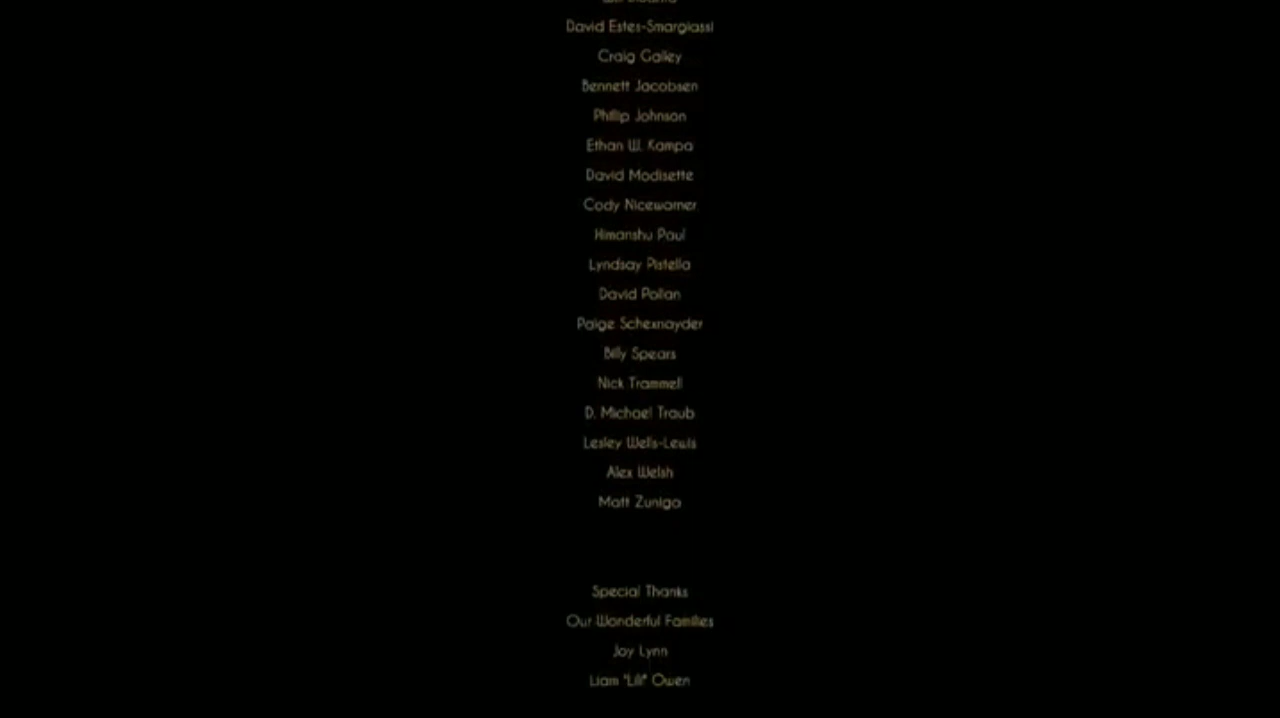 David Estes-Smargiassi
Craig Gailey
Bennett Jacobsen
Phillip Johnson
Ethan W. Kampa
David Modisette
Cody Nicewarner
Himanshu Paul
Lyndsay Pistella
David Pollan
Paige Schexnayder
Billy Spears
Nick Trammell
D. Michael Traub
Lesley Wells-Lewis
Alex Welsh
Matt Zuniga
Special Thanks
Our Wonderful Families
Joy Lynn
Liam "Lili" Owen